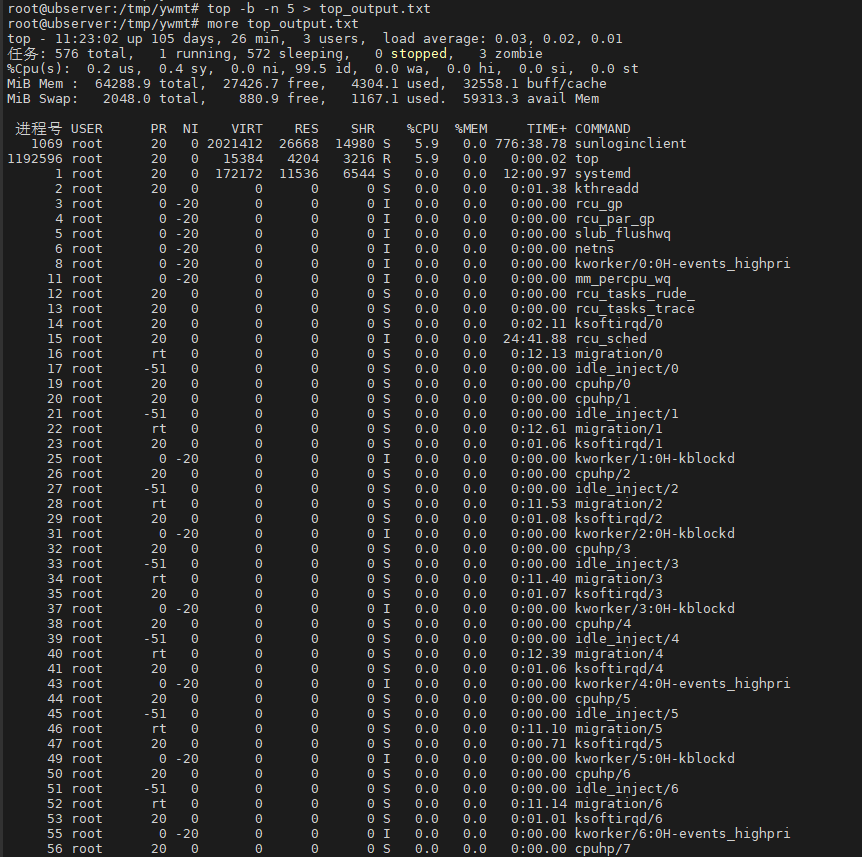 root@ubserver:/tmp/ywmt# top -b -n 5 > top_output.txt
root@ubserver:/tmp/ywmt# more top_output.txt
top - 11:23:02 up 105 days, 26 min,  3 users,  load average: 0.03, 0.02, 0.01
任务: 576 total,   1 running, 572 sleeping,   0 stopped,   3 zombie
%Cpu(s):  0.2 us,  0.4 sy,  0.0 ni, 99.5 id,  0.0 wa,  0.0 hi,  0.0 si,  0.0 st
MiB Mem :  64288.9 total,  27426.7 free,   4304.1 used,  32558.1 buff/cache
MiB Swap:   2048.0 total,    880.9 free,   1167.1 used.  59313.3 avail Mem
进程号 USER      PR  NI    VIRT    RES    SHR    %CPU  %MEM     TIME+ COMMAND
1069 root      20   0 2021412  26668  14980 S   5.9   0.0 776:38.78 sunloginclient
1192596 root      20   0   15384   4204   3216 R   5.9   0.0   0:00.02 top
1 root      20   0  172172  11536   6544 S   0.0   0.0  12:00.97 systemd
2 root      20   0       0      0      0 S   0.0   0.0   0:01.38 kthreadd
3 root       0 -20       0      0      0 I   0.0   0.0   0:00.00 rcu_gp
4 root       0 -20       0      0      0 I   0.0   0.0   0:00.00 rcu_par_gp
5 root       0 -20       0      0      0 I   0.0   0.0   0:00.00 slub_flushwq
6 root       0 -20       0      0      0 I   0.0   0.0   0:00.00 netns
8 root       0 -20       0      0      0 I   0.0   0.0   0:00.00 kworker/0:0H-events_highpri
11 root       0 -20       0      0      0 I   0.0   0.0   0:00.00 mm_percpu_wq
12 root      20   0       0      0      0 S   0.0   0.0   0:00.00 rcu_tasks_rude_
13 root      20   0       0      0      0 S   0.0   0.0   0:00.00 rcu_tasks_trace
14 root      20   0       0      0      0 S   0.0   0.0   0:02.11 ksoftirqd/0
15 root      20   0       0      0      0 I   0.0   0.0  24:41.88 rcu_sched
16 root      rt   0       0      0      0 S   0.0   0.0   0:12.13 migration/0
17 root     -51   0       0      0      0 S   0.0   0.0   0:00.00 idle_inject/0
19 root      20   0       0      0      0 S   0.0   0.0   0:00.00 cpuhp/0
20 root      20   0       0      0      0 S   0.0   0.0   0:00.00 cpuhp/1
21 root     -51   0       0      0      0 S   0.0   0.0   0:00.00 idle_inject/1
22 root      rt   0       0      0      0 S   0.0   0.0   0:12.61 migration/1
23 root      20   0       0      0      0 S   0.0   0.0   0:01.06 ksoftirqd/1
25 root       0 -20       0      0      0 I   0.0   0.0   0:00.00 kworker/1:0H-kblockd
26 root      20   0       0      0      0 S   0.0   0.0   0:00.00 cpuhp/2
27 root     -51   0       0      0      0 S   0.0   0.0   0:00.00 idle_inject/2
28 root      rt   0       0      0      0 S   0.0   0.0   0:11.53 migration/2
29 root      20   0       0      0      0 S   0.0   0.0   0:01.08 ksoftirqd/2
31 root       0 -20       0      0      0 I   0.0   0.0   0:00.00 kworker/2:0H-kblockd
32 root      20   0       0      0      0 S   0.0   0.0   0:00.00 cpuhp/3
33 root     -51   0       0      0      0 S   0.0   0.0   0:00.00 idle_inject/3
34 root      rt   0       0      0      0 S   0.0   0.0   0:11.40 migration/3
35 root      20   0       0      0      0 S   0.0   0.0   0:01.07 ksoftirqd/3
37 root       0 -20       0      0      0 I   0.0   0.0   0:00.00 kworker/3:0H-kblockd
38 root      20   0       0      0      0 S   0.0   0.0   0:00.00 cpuhp/4
39 root     -51   0       0      0      0 S   0.0   0.0   0:00.00 idle_inject/4
40 root      rt   0       0      0      0 S   0.0   0.0   0:12.39 migration/4
41 root      20   0       0      0      0 S   0.0   0.0   0:01.06 ksoftirqd/4
43 root       0 -20       0      0      0 I   0.0   0.0   0:00.00 kworker/4:0H-events_highpri
44 root      20   0       0      0      0 S   0.0   0.0   0:00.00 cpuhp/5
45 root     -51   0       0      0      0 S   0.0   0.0   0:00.00 idle_inject/5
46 root      rt   0       0      0      0 S   0.0   0.0   0:11.10 migration/5
47 root      20   0       0      0      0 S   0.0   0.0   0:00.71 ksoftirqd/5
49 root       0 -20       0      0      0 I   0.0   0.0   0:00.00 kworker/5:0H-kblockd
50 root      20   0       0      0      0 S   0.0   0.0   0:00.00 cpuhp/6
51 root     -51   0       0      0      0 S   0.0   0.0   0:00.00 idle_inject/6
52 root      rt   0       0      0      0 S   0.0   0.0   0:11.14 migration/6
53 root      20   0       0      0      0 S   0.0   0.0   0:01.01 ksoftirqd/6
55 root       0 -20       0      0      0 I   0.0   0.0   0:00.00 kworker/6:0H-events_highpri
56 root      20   0       0      0      0 S   0.0   0.0   0:00.00 cpuhp/7